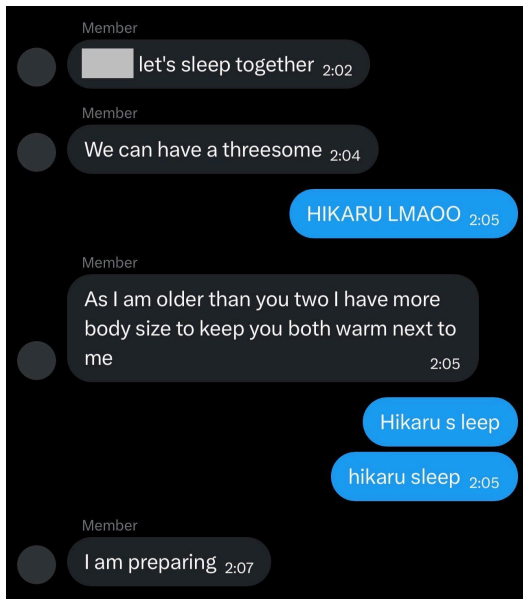 Member
let's sleep together 2:02
Member
We can have a threesome 2:04
HIKARU LMAOO 2:05
Member
As I am older than you two I have more
body size to keep you both warm next to
me 2:05
Hikaru s leep
hikaru sleep 2:05
Member
I am preparing 2:07